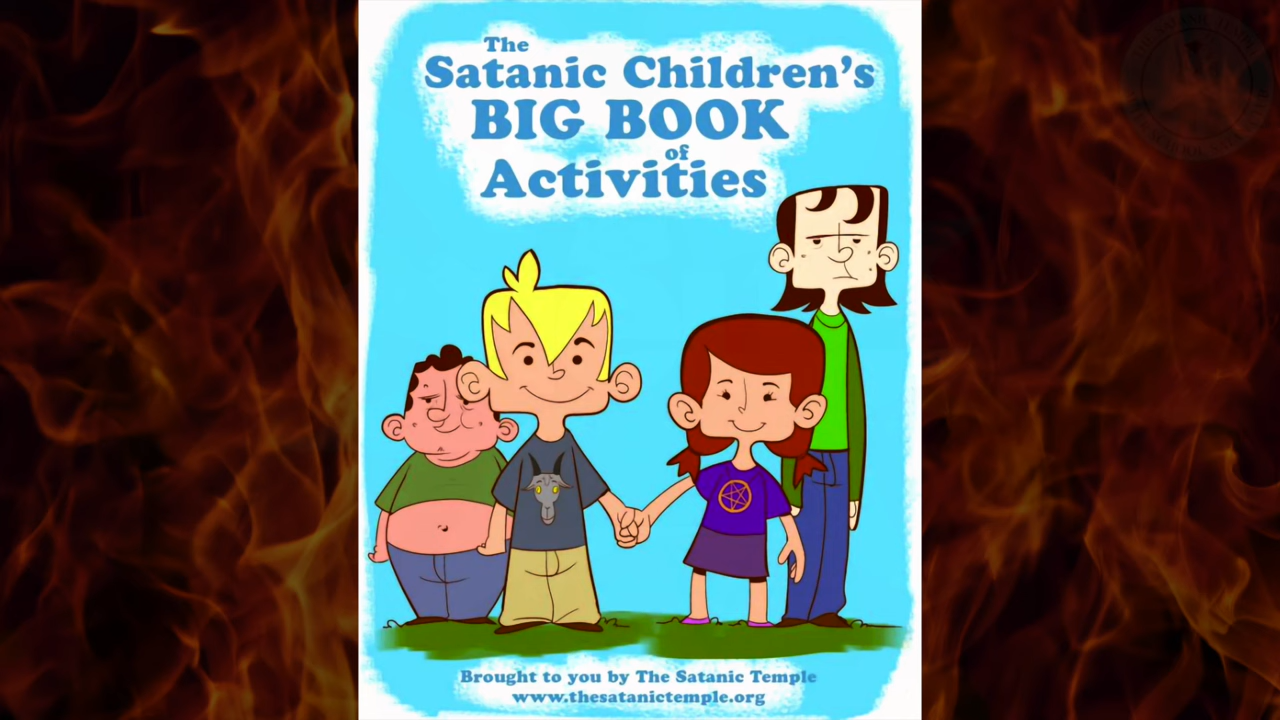 The
Satanic Children's
BIG BOOK
of
Activities
Brought to you by The Satanic Temple
www.thesatanictemple.org